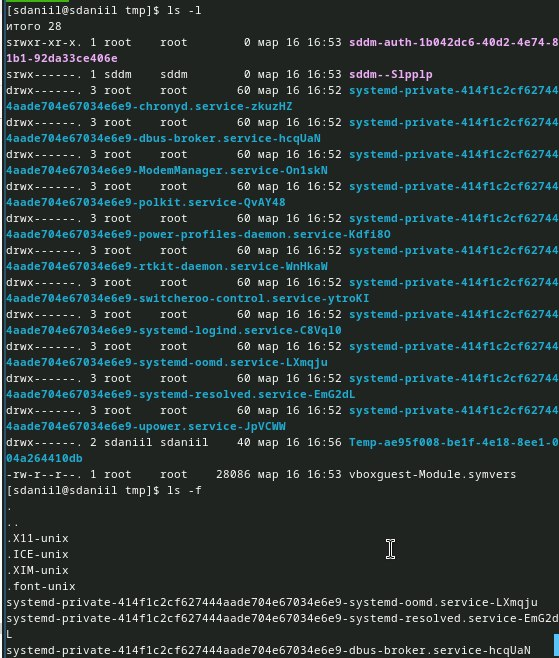 [sdaniil@sdaniil tmp]$ ls -l
итого 28
srwxr-xr-x. 1 root    root        0 мар 16 16:53 sddm-auth-1b042dc6-40d2-4e74-8
1b1-92da33ce406e
srwx------. 1 sddm    sddm        0 мар 16 16:53 sddm--Slpplp
drwx------. 3 root    root       60 мар 16 16:52 systemd-private-414f1c2cf62744
4aade704e67034e6e9-chronyd.service-zkuzHZ
drwx------. 3 root    root       60 мар 16 16:52 systemd-private-414f1c2cf62744
4aade704e67034e6e9-dbus-broker.service-hcqUaN
drwx------. 3 root    root       60 мар 16 16:52 systemd-private-414f1c2cf62744
4aade704e67034e6e9-ModemManager.service-On1skN
drwx------. 3 root    root       60 мар 16 16:52 systemd-private-414f1c2cf62744
4aade704e67034e6e9-polkit.service-QvAY48
drwx------. 3 root    root       60 мар 16 16:52 systemd-private-414f1c2cf62744
4aade704e67034e6e9-power-profiles-daemon.service-Kdfi8O
drwx------. 3 root    root       60 мар 16 16:52 systemd-private-414f1c2cf62744
4aade704e67034e6e9-rtkit-daemon.service-WnHkaW
drwx------. 3 root    root       60 мар 16 16:52 systemd-private-414f1c2cf62744
4aade704e67034e6e9-switcheroo-control.service-ytroKI
drwx------. 3 root    root       60 мар 16 16:52 systemd-private-414f1c2cf62744
4aade704e67034e6e9-systemd-logind.service-C8Vql0
drwx------. 3 root    root       60 мар 16 16:52 systemd-private-414f1c2cf62744
4aade704e67034e6e9-systemd-oomd.service-LXmqju
drwx------. 3 root    root       60 мар 16 16:52 systemd-private-414f1c2cf62744
4aade704e67034e6e9-systemd-resolved.service-EmG2dL
drwx------. 3 root    root       60 мар 16 16:52 systemd-private-414f1c2cf62744
4aade704e67034e6e9-upower.service-JpVCWW
drwx------. 2 sdaniil sdaniil    40 мар 16 16:56 Temp-ae95f008-be1f-4e18-8ee1-0
04a264410db
-rw-r--r--. 1 root    root    28086 мар 16 16:53 vboxguest-Module.symvers
[sdaniil@sdaniil tmp]$ ls -f
.
..
.X11-unix
.ICE-unix
.XIM-unix
.font-unix
systemd-private-414f1c2cf627444aade704e67034e6e9-systemd-oomd.service-LXmqju
systemd-private-414f1c2cf627444aade704e67034e6e9-systemd-resolved.service-EmG2d
L
systemd-private-414f1c2cf627444aade704e67034e6e9-dbus-broker.service-hcqUaN